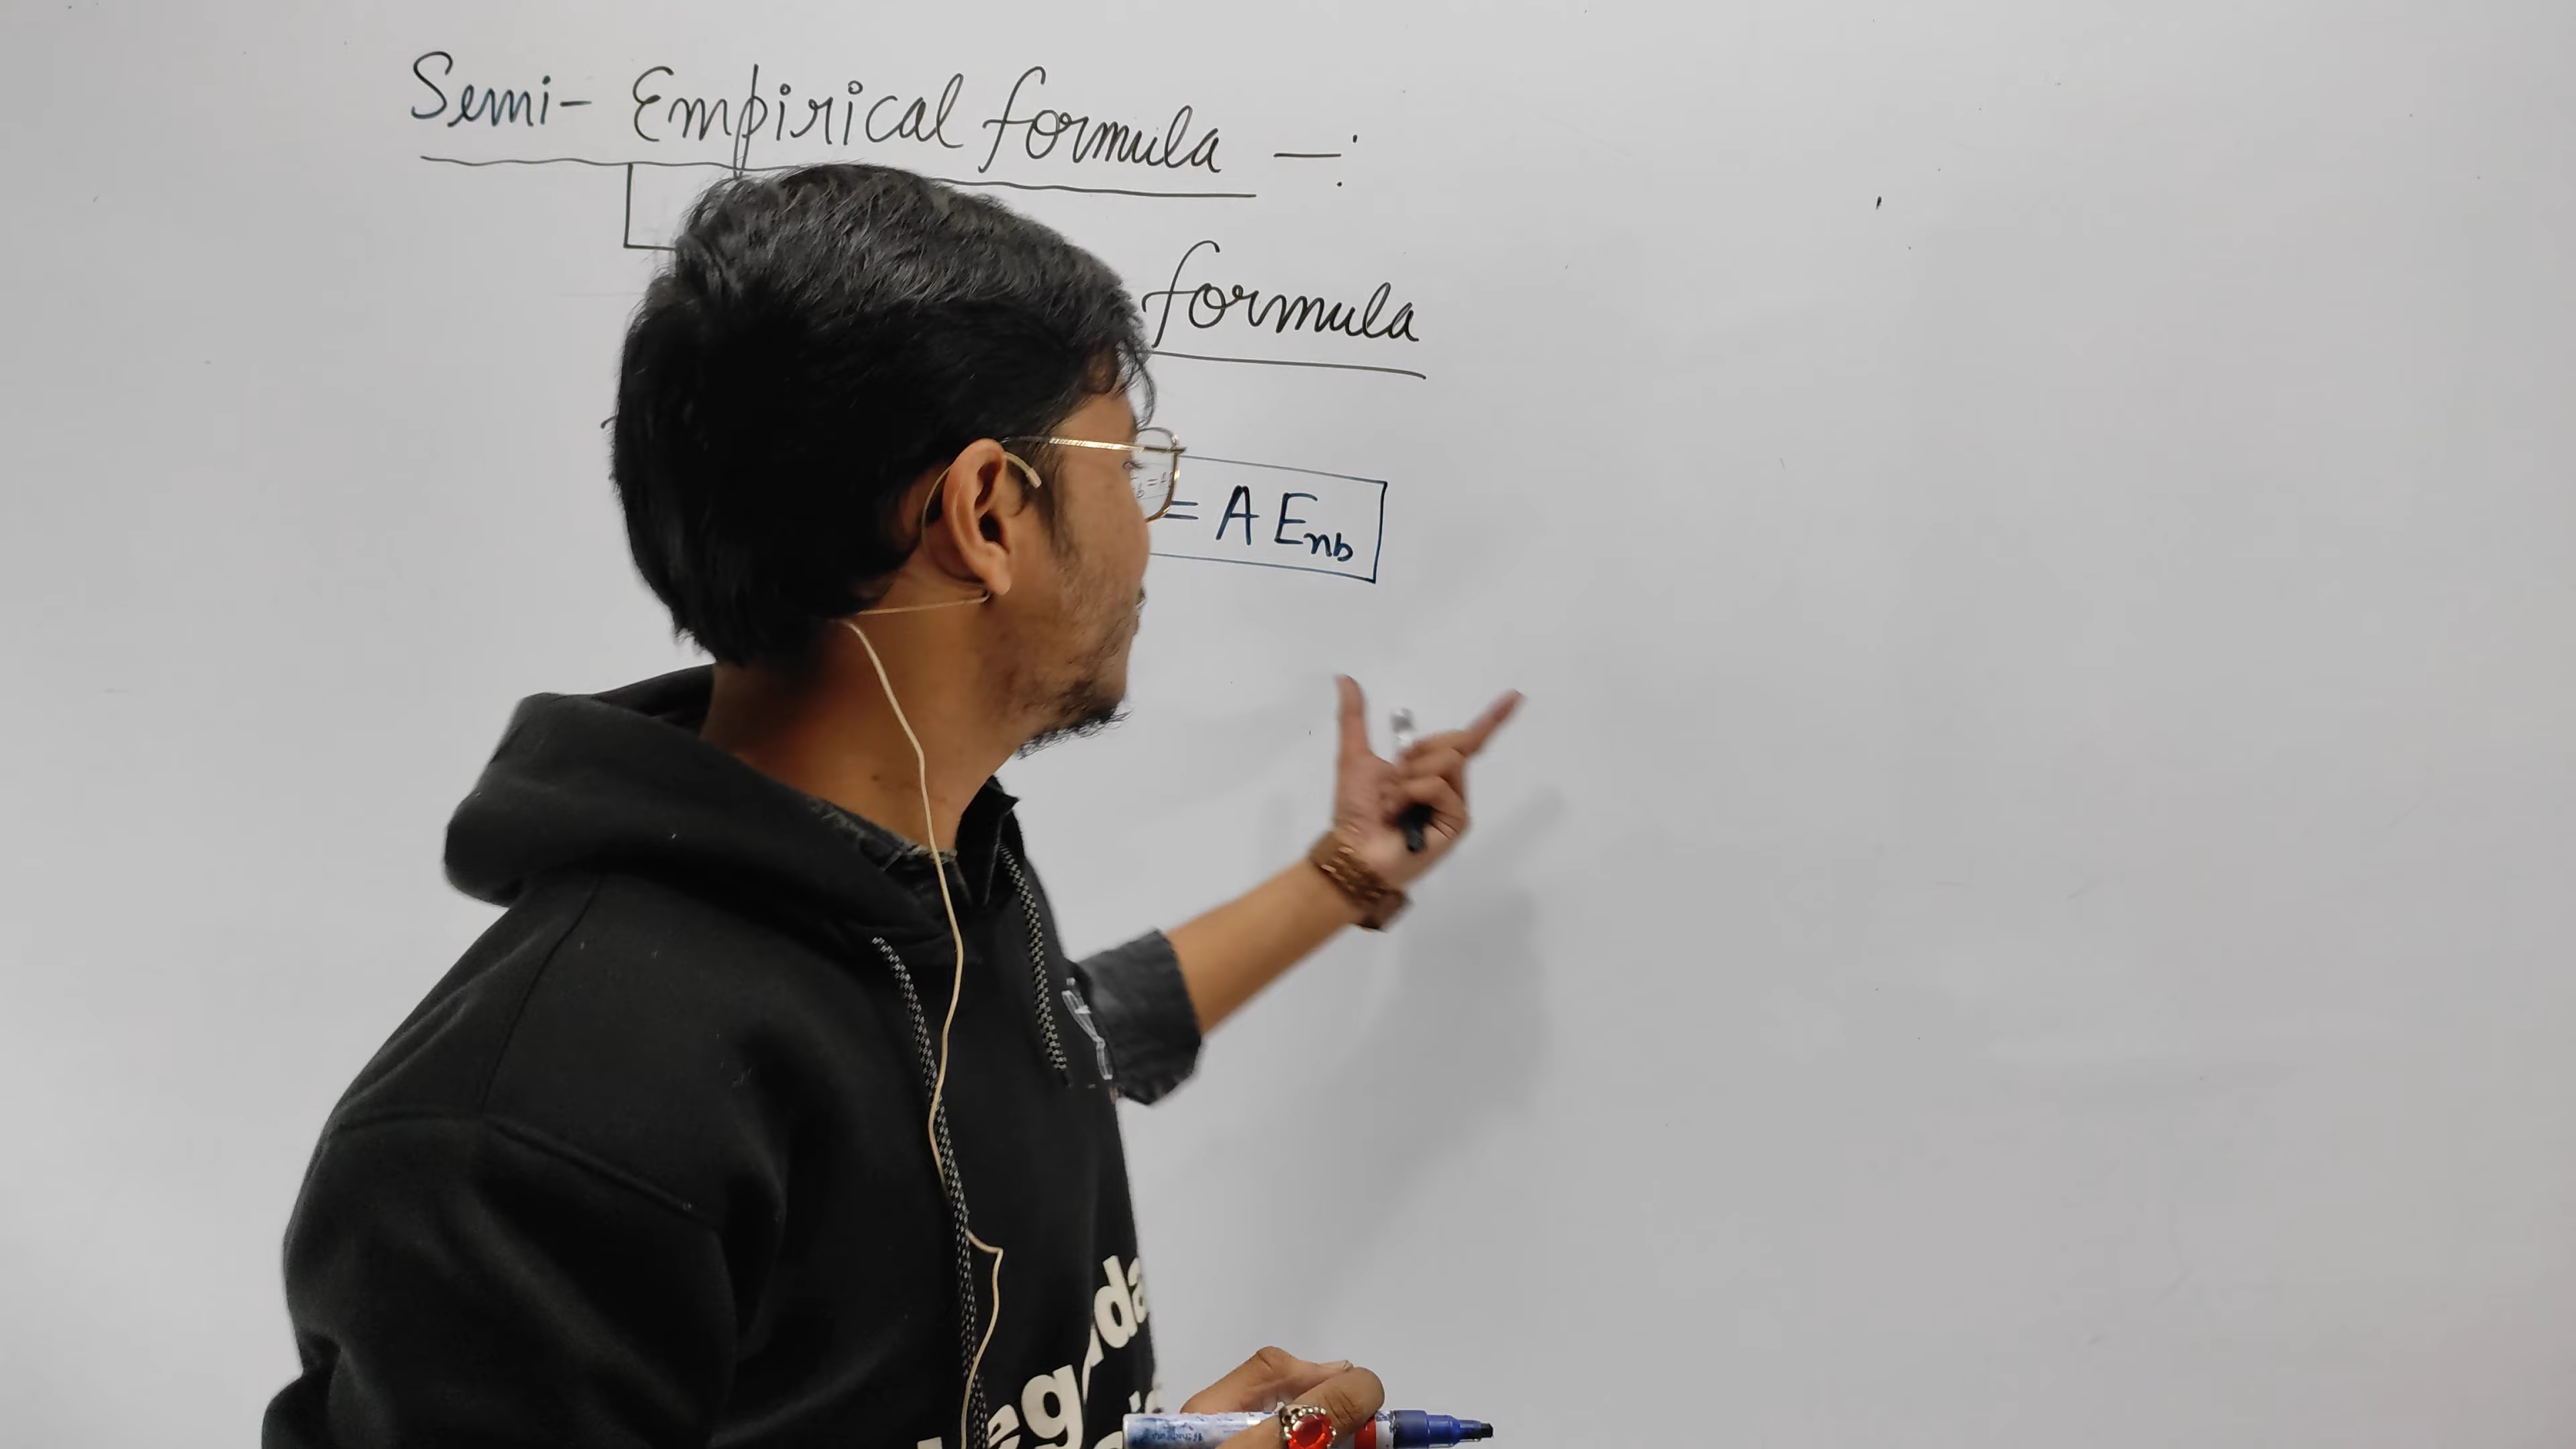 Semi- Empirical formula —:
formula
= A Enb